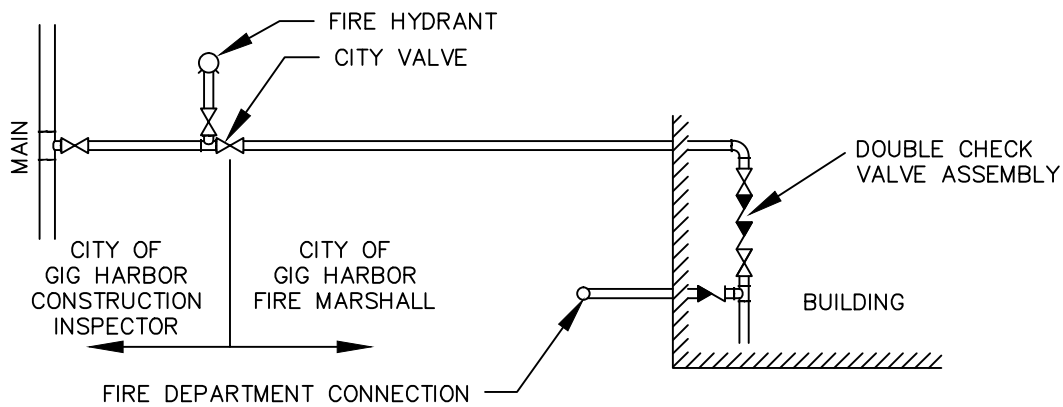 FIRE HYDRANT
CITY VALVE
MAIN
DOUBLE CHECK
VALVE ASSEMBLY
CITY OF
GIG HARBOR
CONSTRUCTION
INSPECTOR
CITY OF
GIG HARBOR
FIRE MARSHALL
BUILDING
FIRE DEPARTMENT CONNECTION